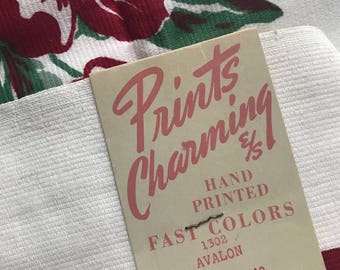 Prints
Charming
E/S
HAND
PRINTED
FAST COLORS
1302
AVALON